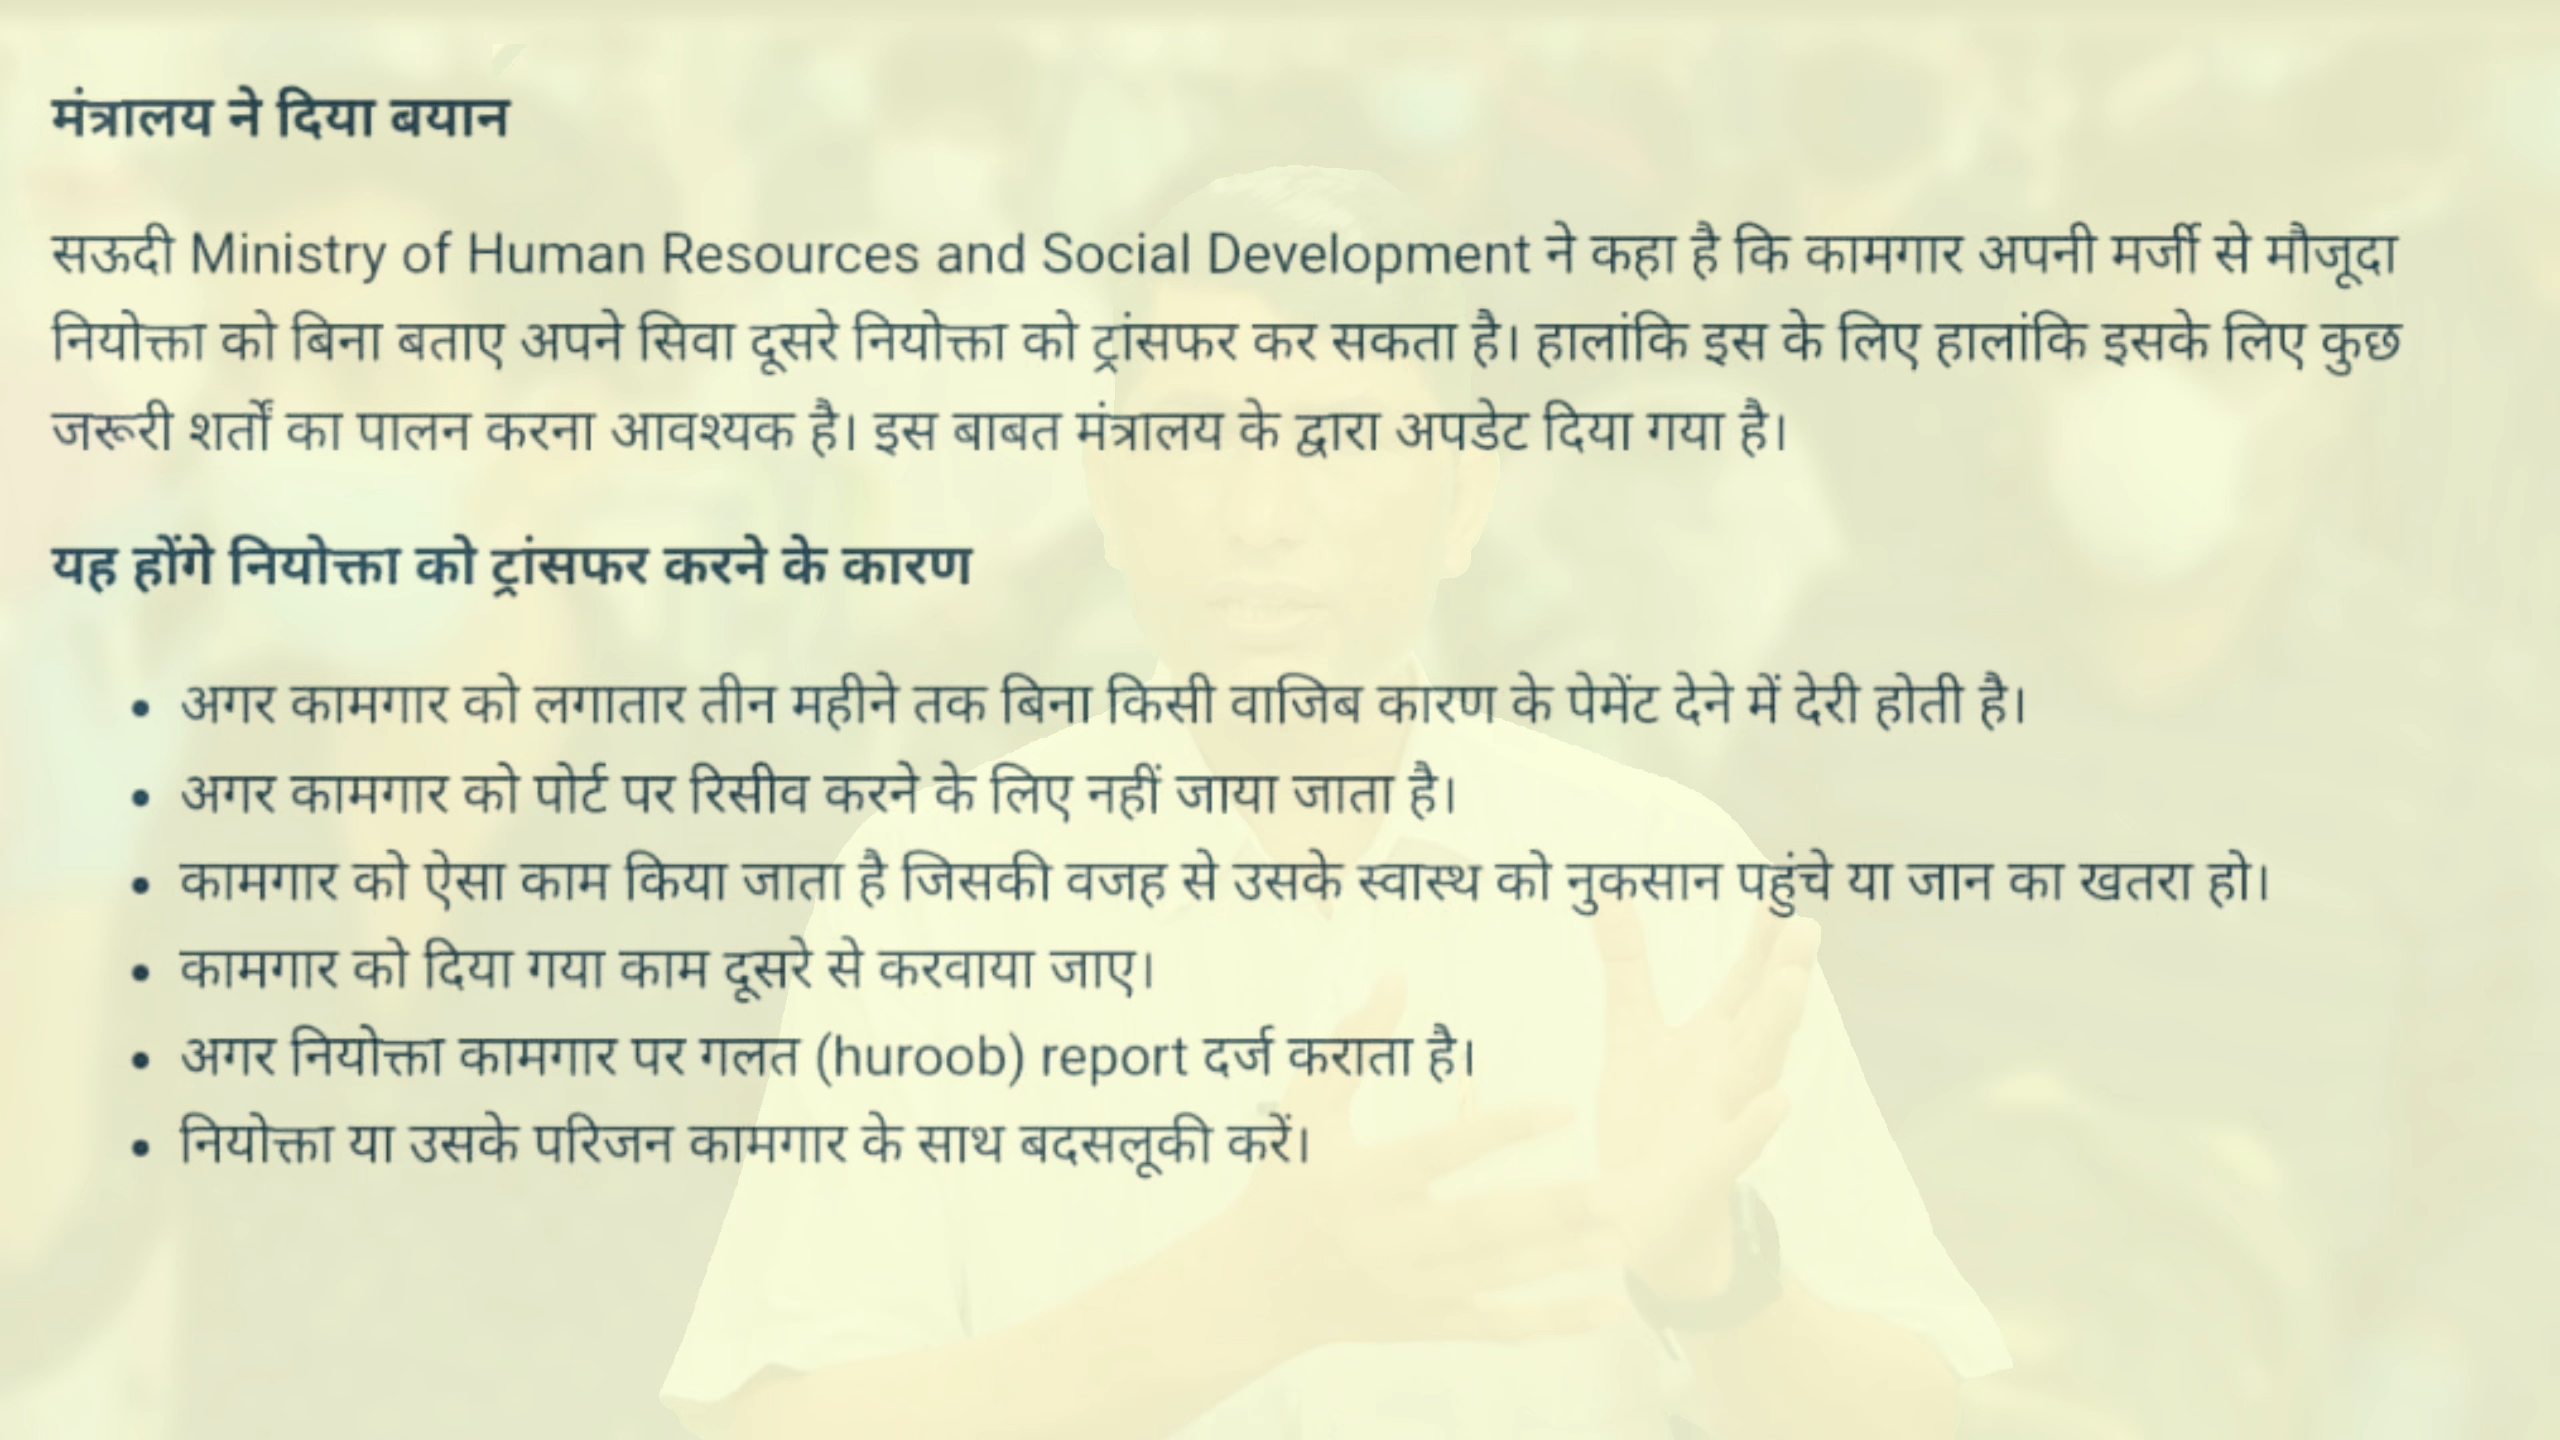 मंत्रालय ने दिया बयान
सऊदी Ministry of Human Resources and Social Development ने कहा है कि कामगार अपनी मर्जी से मौजूदा
नियोक्ता को बिना बताए अपने सिवा दूसरे नियोक्ता को ट्रांसफर कर सकता है। हालांकि इस के लिए हालांकि इसके लिए कुछ
जरूरी शर्तों का पालन करना आवश्यक है। इस बाबत मंत्रालय के द्वारा अपडेट दिया गया है।
यह होंगे नियोक्ता को ट्रांसफर करने के कारण
• अगर कामगार को लगातार तीन महीने तक बिना किसी वाजिब कारण के पेमेंट देने में देरी होती है।
• अगर कामगार को पोर्ट पर रिसीव करने के लिए नहीं जाया जाता है।
• कामगार को ऐसा काम किया जाता है जिसकी वजह से उसके स्वास्थ को नुकसान पहुंचे या जान का खतरा हो।
• कामगार को दिया गया काम दूसरे से करवाया जाए।
• अगर नियोक्ता कामगार पर गलत (huroob) report दर्ज कराता है।
• नियोक्ता या उसके परिजन कामगार के साथ बदसलूकी करें।